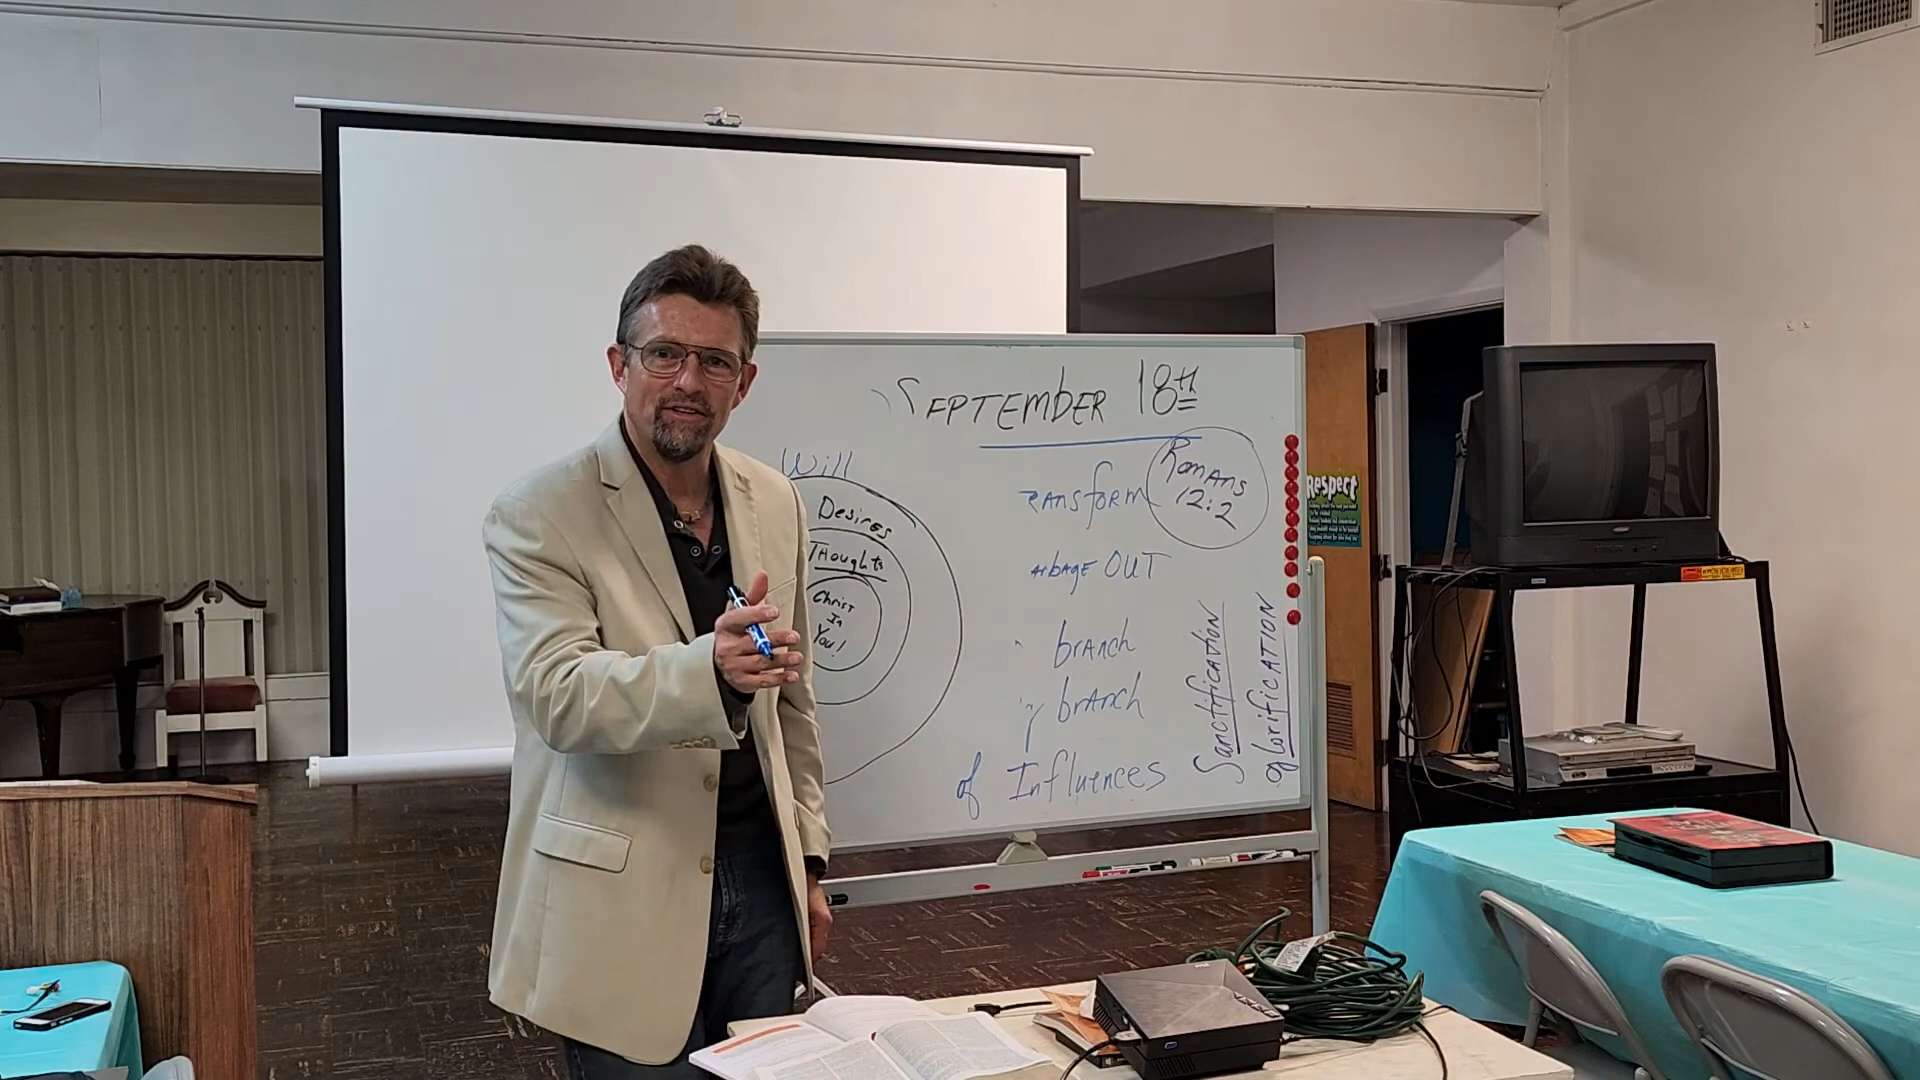 SEPTEMBER 18th
Will
Desires
Thoughts
Christ
In
You!
RANSfORM
Romans
12:2
ARbAGE OUT
brANch
y brANch
of InfluENCES
Sanctification
Glorification
Respect